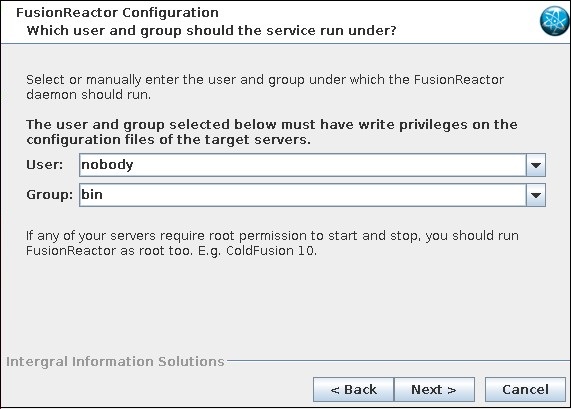 FusionReactor Configuration
Which user and group should the service run under?
Select or manually enter the user and group under which the FusionReactor
daemon should run.
The user and group selected below must have write privileges on the
configuration files of the target servers.
User: nobody
Group: bin
If any of your servers require root permission to start and stop, you should run
FusionReactor as root too. E.g. ColdFusion 10.
Intergral Information Solutions
< Back Next > Cancel